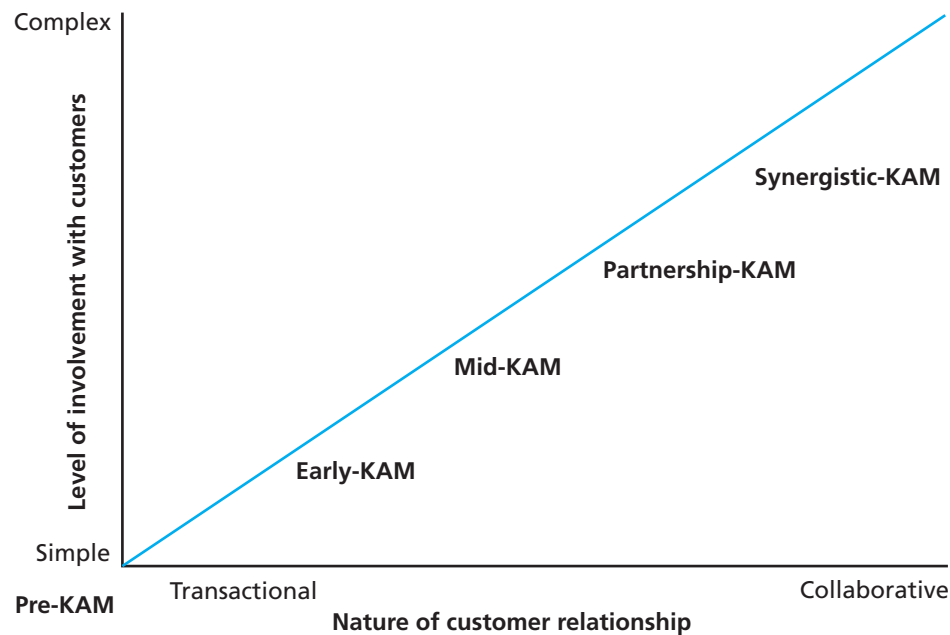 Complex
Level of involvement with customers
Synergistic-KAM
Partnership-KAM
Mid-KAM
Early-KAM
Simple
Pre-KAM
Transactional
Collaborative
Nature of customer relationship